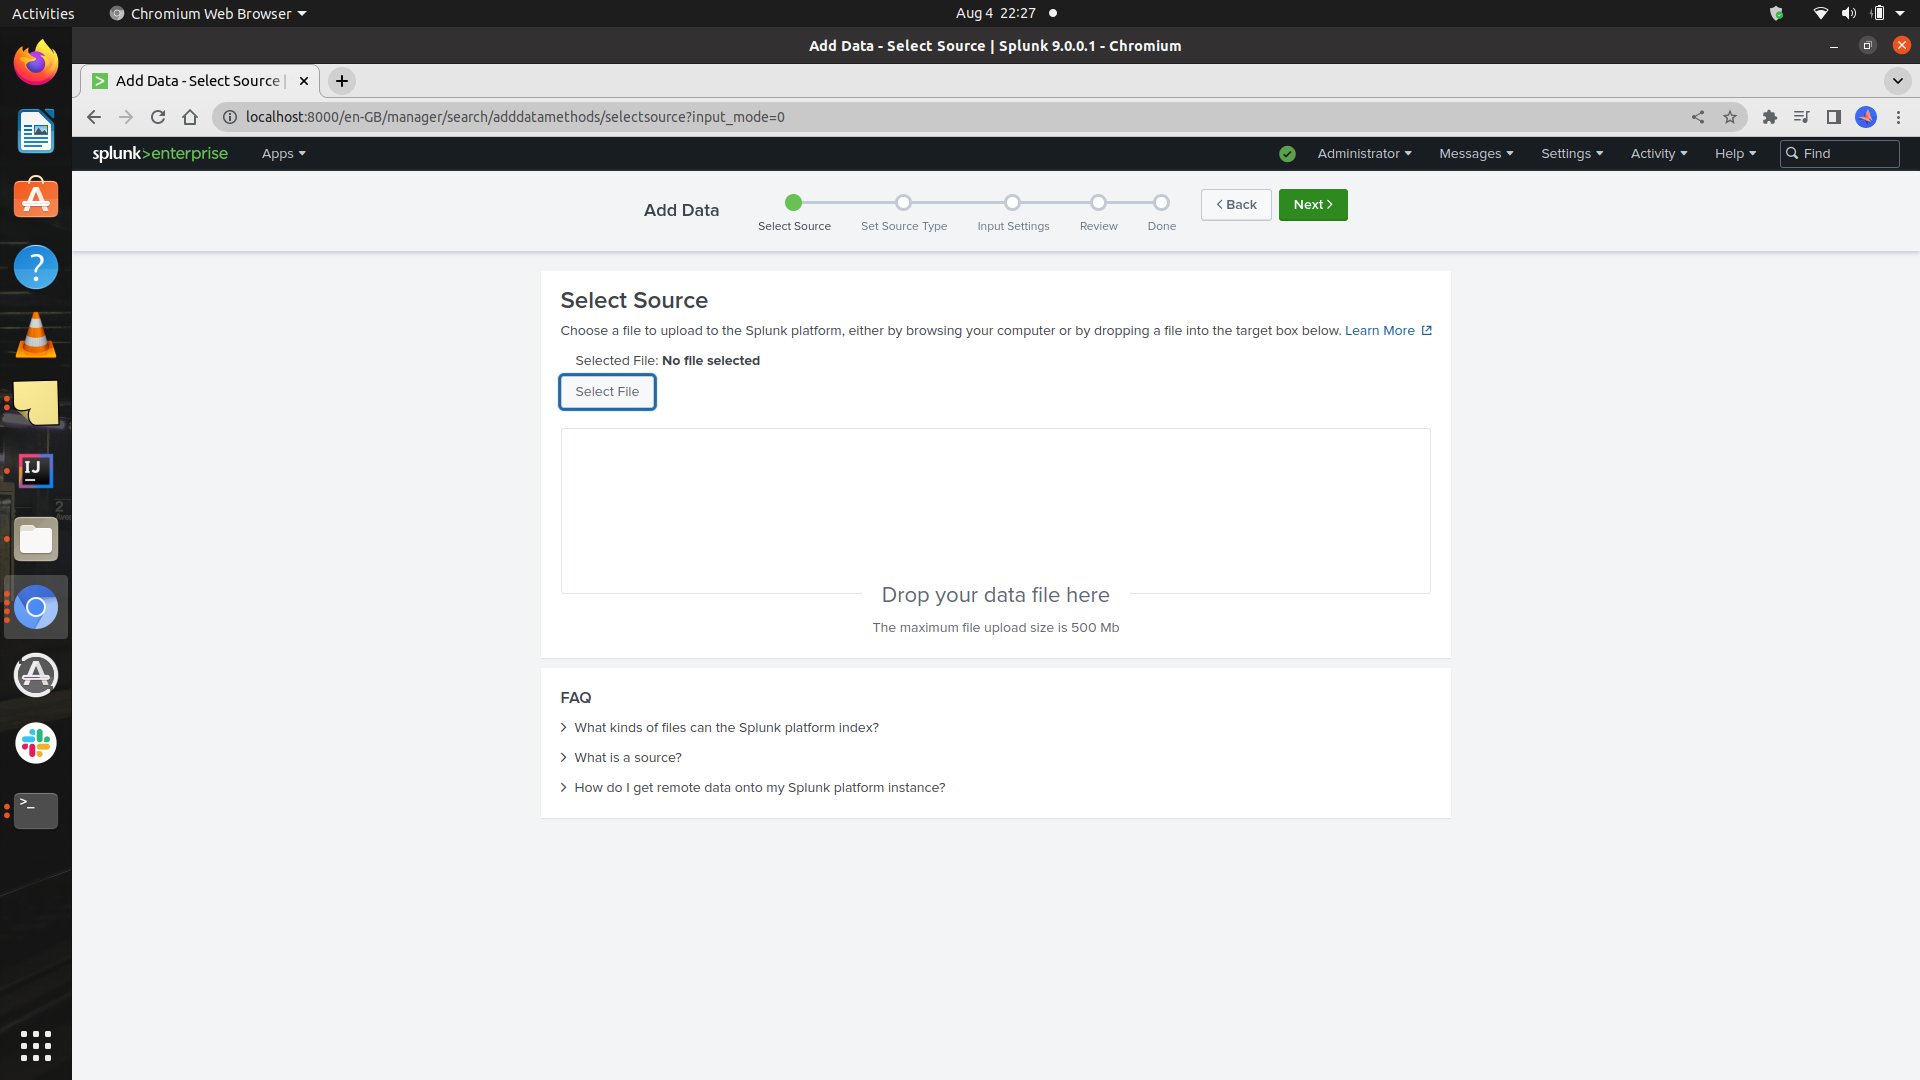 Activities
Chromium Web Browser
Aug 4 22:27
Add Data - Select Source | Splunk 9.0.0.1 - Chromium
Add Data - Select Source |
localhost:8000/en-GB/manager/search/adddatamethods/selectsource?input_mode=0
splunk>enterprise
Apps
Administrator
Messages
Settings
Activity
Help
Find
Add Data
Select Source
Set Source Type
Input Settings
Review
Done
Back
Next
Select Source
Choose a file to upload to the Splunk platform, either by browsing your computer or by dropping a file into the target box below. Learn More
Selected File: No file selected
Select File
Drop your data file here
The maximum file upload size is 500 Mb
FAQ
What kinds of files can the Splunk platform index?
What is a source?
How do I get remote data onto my Splunk platform instance?
IJ
2
>_